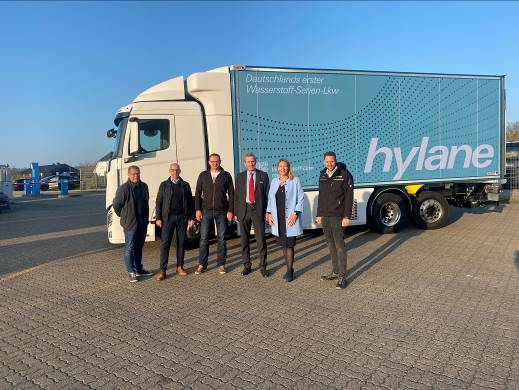 Deutschlands erster
Wasserstoff-Serien-Lkw
hylane